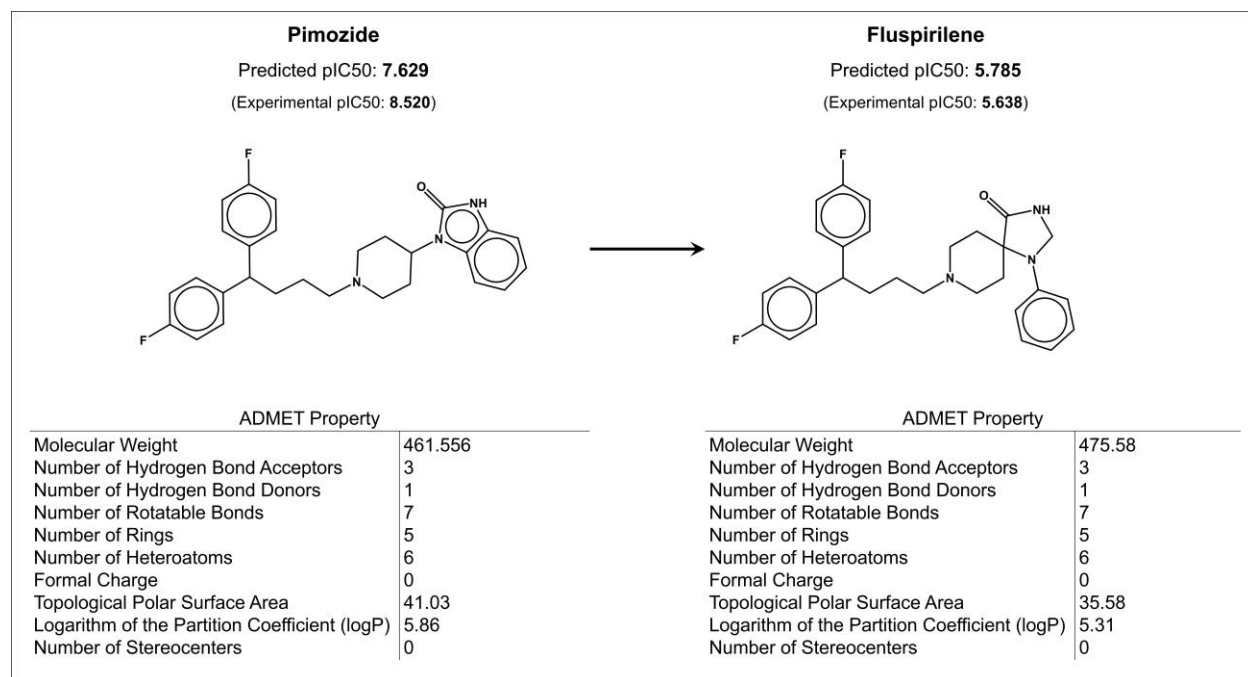 Pimozide
Predicted pIC50: 7.629
(Experimental pIC50: 8.520)
F
F
N
N
O
NH
Fluspirilene
Predicted pIC50: 5.785
(Experimental pIC50: 5.638)
F
F
N
O
NH
N
ADMET Property
Molecular Weight 461.556
Number of Hydrogen Bond Acceptors 3
Number of Hydrogen Bond Donors 1
Number of Rotatable Bonds 7
Number of Rings 5
Number of Heteroatoms 6
Formal Charge 0
Topological Polar Surface Area 41.03
Logarithm of the Partition Coefficient (logP) 5.86
Number of Stereocenters 0
ADMET Property
Molecular Weight 475.58
Number of Hydrogen Bond Acceptors 3
Number of Hydrogen Bond Donors 1
Number of Rotatable Bonds 7
Number of Rings 5
Number of Heteroatoms 6
Formal Charge 0
Topological Polar Surface Area 35.58
Logarithm of the Partition Coefficient (logP) 5.31
Number of Stereocenters 0